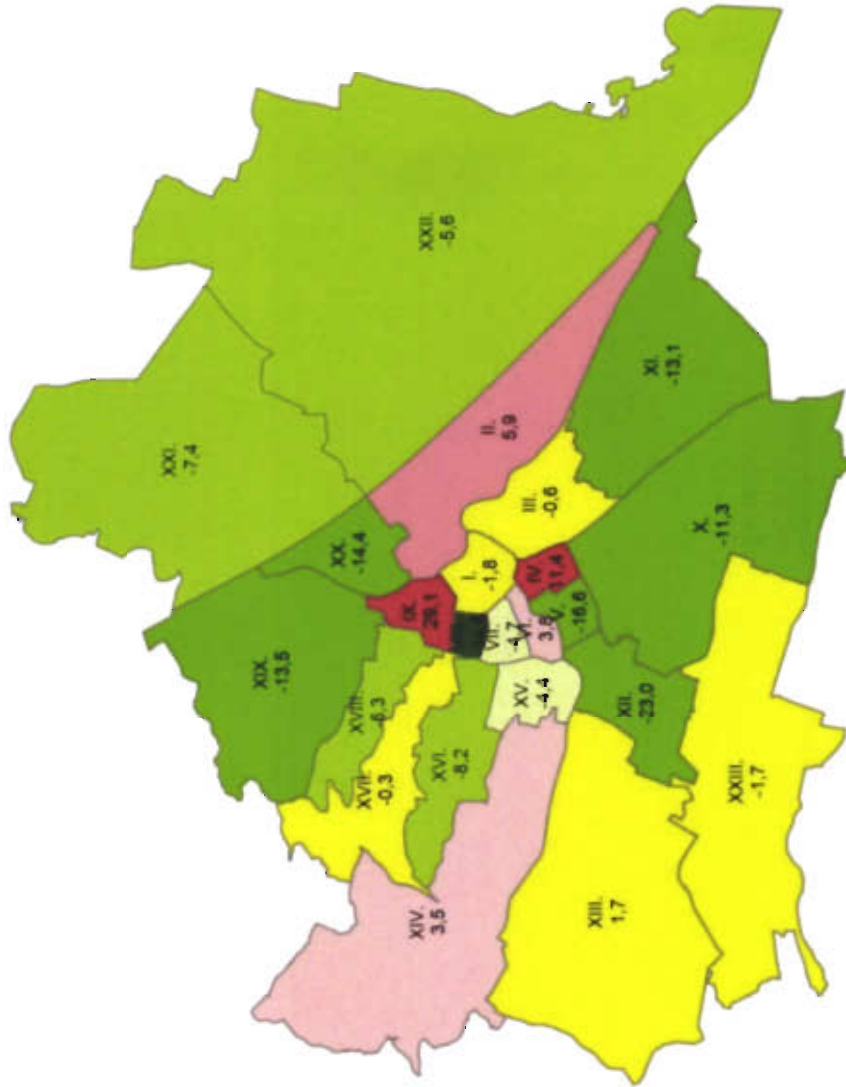 XXI.
-7,4
XXII.
-5,6
XIX.
-13,5
XX.
-14,4
XVIII.
-6,3
XVII.
-0,3
XVI.
-8,2
IX.
II.
5,9
I.
-1,8
III.
-0,6
XI.
-13,1
VII.
-4,7
VI.
3,8
IV.
11,4
V.
-16,6
XV.
-4,4
XIV.
3,5
X.
-11,3
XII.
-23,0
XIII.
1,7
XXIII.
-1,7